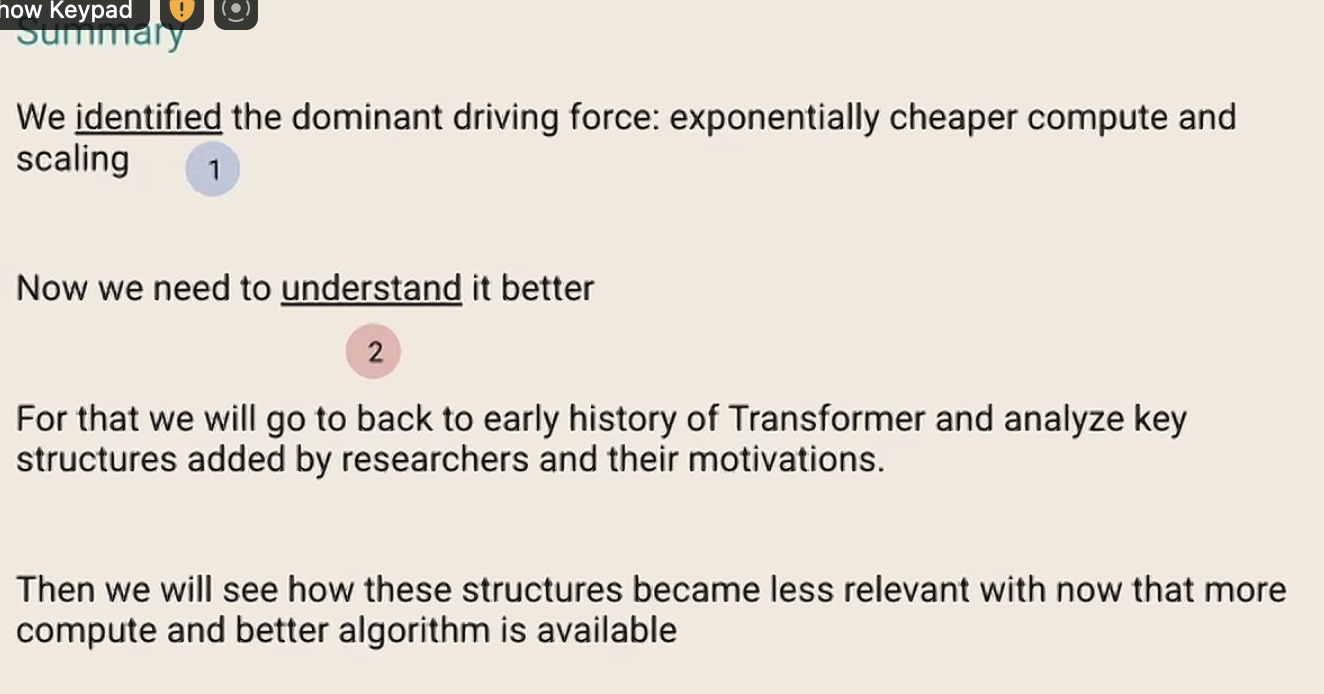 how Keypad
Summary
We identified the dominant driving force: exponentially cheaper compute and
scaling
1
Now we need to understand it better
2
For that we will go to back to early history of Transformer and analyze key
structures added by researchers and their motivations.
Then we will see how these structures became less relevant with now that more
compute and better algorithm is available